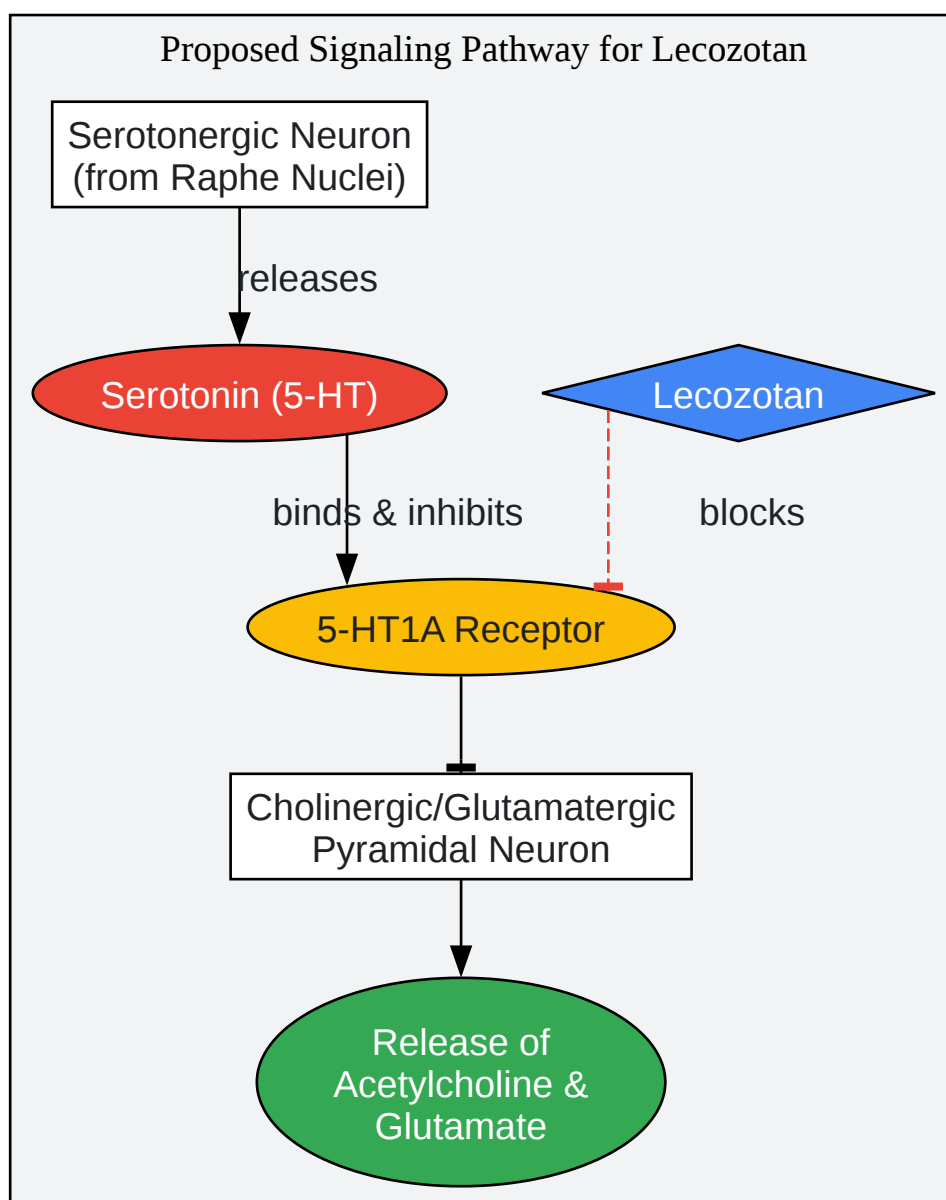 Proposed Signaling Pathway for Lecozotan
Serotonergic Neuron
(from Raphe Nuclei)
releases
Serotonin (5-HT)
Lecozotan
binds & inhibits
blocks
5-HT1A Receptor
Cholinergic/Glutamatergic
Pyramidal Neuron
Release of
Acetylcholine &
Glutamate